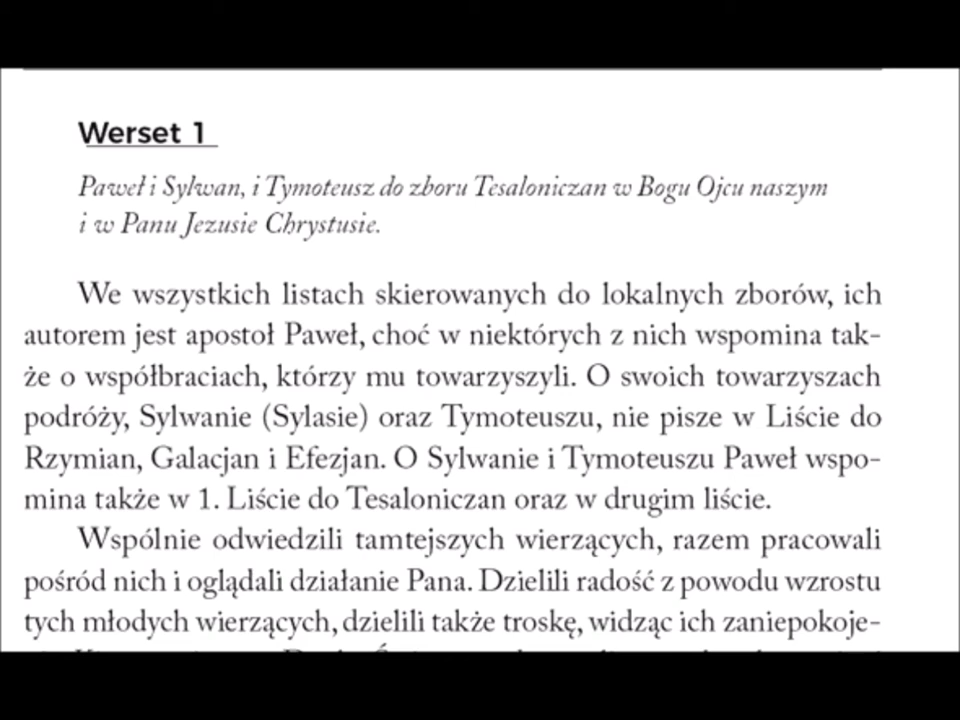 Werset 1
Paweł i Sylwan, i Tymoteusz do zboru Tesaloniczan w Bogu Ojcu naszym
i w Panu Jezusie Chrystusie.
We wszystkich listach skierowanych do lokalnych zborów, ich
autorem jest apostoł Paweł, choć w niektórych z nich wspomina tak-
że o współbraciach, którzy mu towarzyszyli. O swoich towarzyszach
podróży, Sylwanie (Sylasie) oraz Tymoteuszu, nie pisze w Liście do
Rzymian, Galacjan i Efezjan. O Sylwanie i Tymoteuszu Paweł wspo-
mina także w 1. Liście do Tesaloniczan oraz w drugim liście.
Wspólnie odwiedzili tamtejszych wierzących, razem pracowali
pośród nich i oglądali działanie Pana. Dzielili radość z powodu wzrostu
tych młodych wierzących, dzielili także troskę, widząc ich zaniepokoje-